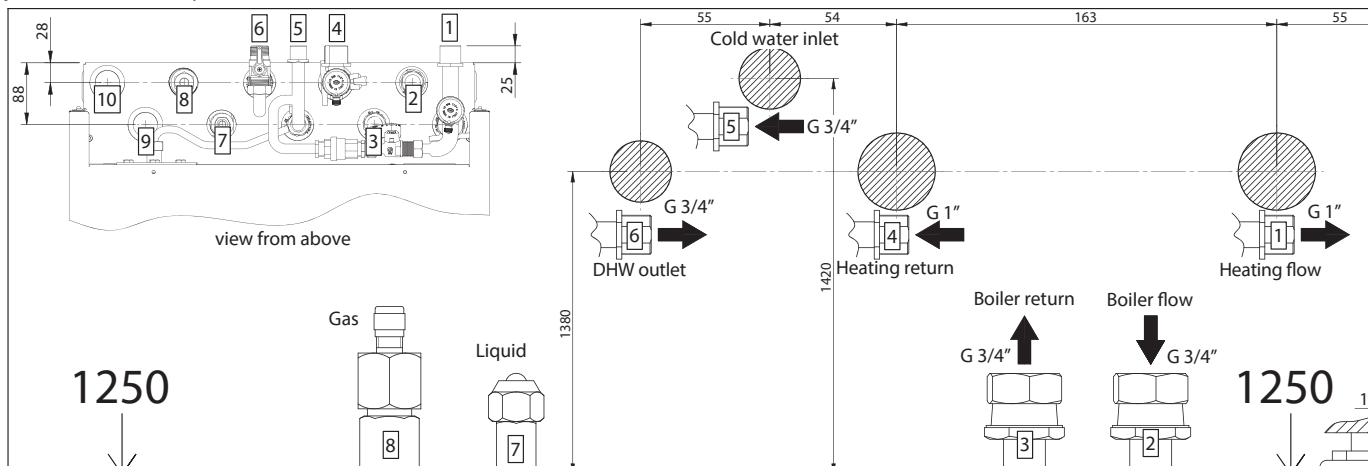 55
54
163
55
6
5
4
1
28
Cold water inlet
25
88
10
8
2
5
G 3/4”
9
7
3
G 3/4”
G 1”
G 1”
6
4
1
view from above
DHW outlet
Heating return
Heating flow
1420
1380
Boiler return
Boiler flow
Gas
G 3/4”
G 3/4”
Liquid
1250
1250
8
7
3
2